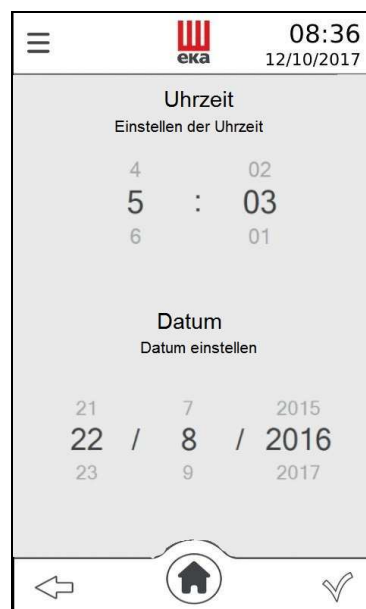 08:36
eka
12/10/2017
Uhrzeit
Einstellen der Uhrzeit
4 02
5 : 03
6 01
Datum
Datum einstellen
21 7 2015
22 / 8 / 2016
23 9 2017